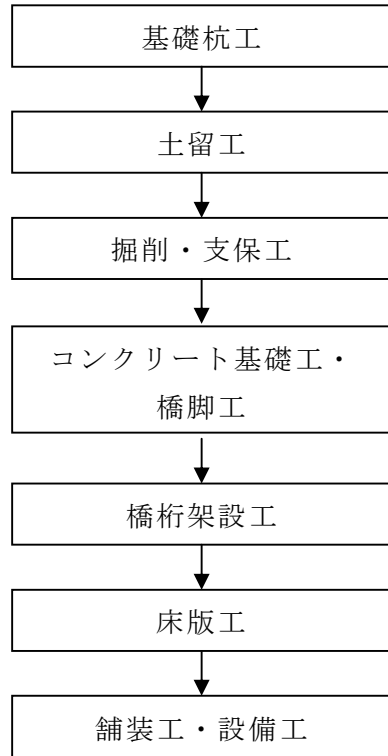 基礎杭工
土留工
掘削・支保工
コンクリート基礎工・
橋脚工
橋桁架設工
床版工
舗装工・設備工